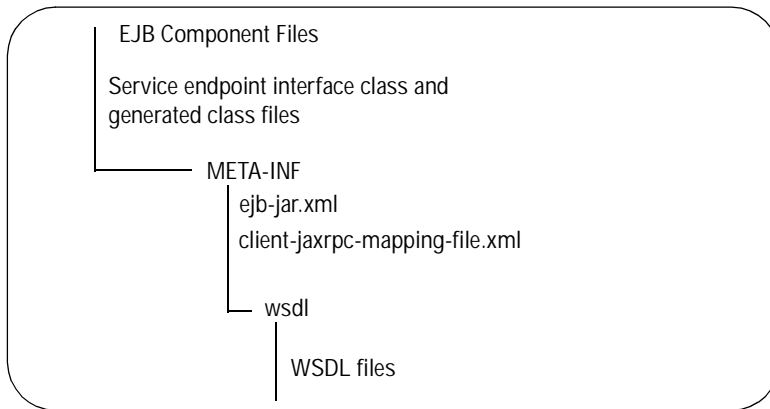 EJB Component Files
Service endpoint interface class and
generated class files
META-INF
ejb-jar.xml
client-jaxrpc-mapping-file.xml
wsdl
WSDL files